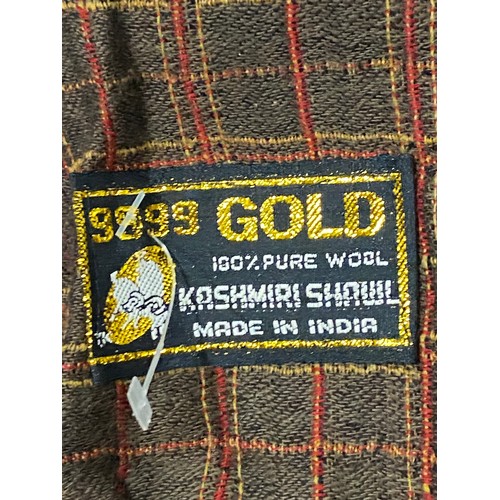 9999 GOLD
100% PURE WOOL
KASHMIRI SHAWL
MADE IN INDIA